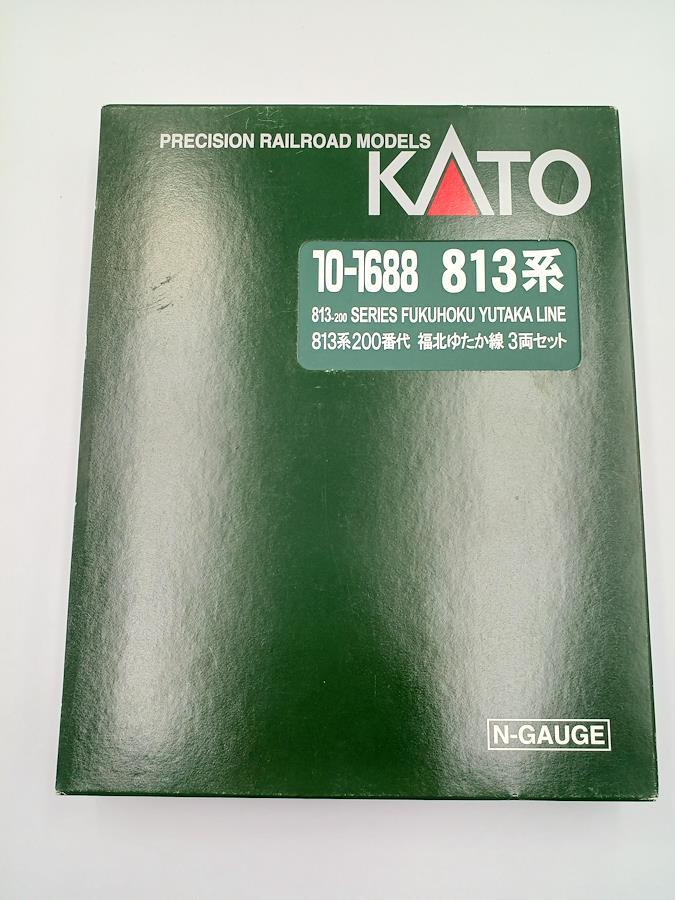 PRECISION RAILROAD MODELS
KATO
10-1688 813系
813-200 SERIES FUKUHOKU YUTAKA LINE
813系200番代 福北ゆたか線 3両セット
N-GAUGE